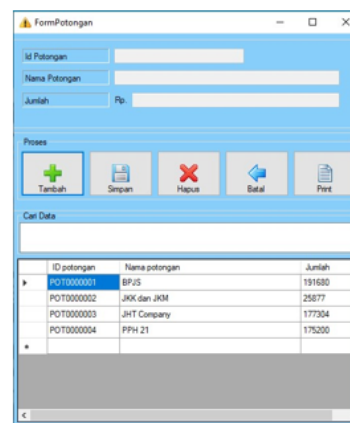 FormPotongan
Id Potongan
Nama Potongan
Jumlah Rp.
Proses
Tambah Simpan Hapus Batal Print
Cari Data
ID potongan Nama potongan Jumlah
POT0000001 BPJS 191680
POT0000002 JKK dan JKM 25877
POT0000003 JHT Company 177304
POT0000004 PPH 21 175200